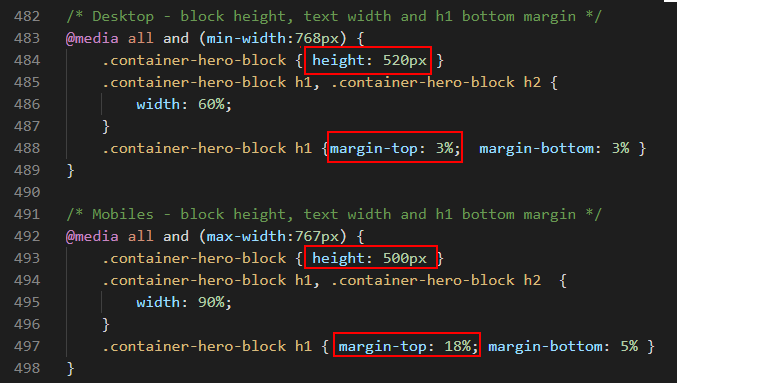 482 /* Desktop - block height, text width and h1 bottom margin */
483 @media all and (min-width:768px) {
484 .container-hero-block { height: 520px }
485 .container-hero-block h1, .container-hero-block h2 {
486 width: 60%;
487 }
488 .container-hero-block h1 {margin-top: 3%;  margin-bottom: 3% }
489 }
490
491 /* Mobiles - block height, text width and h1 bottom margin */
492 @media all and (max-width:767px) {
493 .container-hero-block { height: 500px }
494 .container-hero-block h1, .container-hero-block h2  {
495 width: 90%;
496 }
497 .container-hero-block h1 { margin-top: 18%; margin-bottom: 5% }
498 }